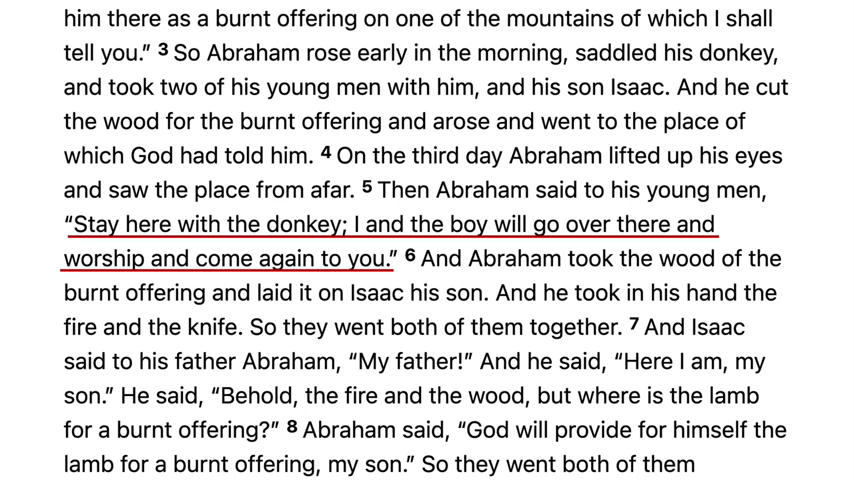 him there as a burnt offering on one of the mountains of which I shall
tell you.” 3 So Abraham rose early in the morning, saddled his donkey,
and took two of his young men with him, and his son Isaac. And he cut
the wood for the burnt offering and arose and went to the place of
which God had told him. 4 On the third day Abraham lifted up his eyes
and saw the place from afar. 5 Then Abraham said to his young men,
“Stay here with the donkey; I and the boy will go over there and
worship and come again to you.” 6 And Abraham took the wood of the
burnt offering and laid it on Isaac his son. And he took in his hand the
fire and the knife. So they went both of them together. 7 And Isaac
said to his father Abraham, “My father!” And he said, “Here I am, my
son.” He said, “Behold, the fire and the wood, but where is the lamb
for a burnt offering?” 8 Abraham said, “God will provide for himself the
lamb for a burnt offering, my son.” So they went both of them